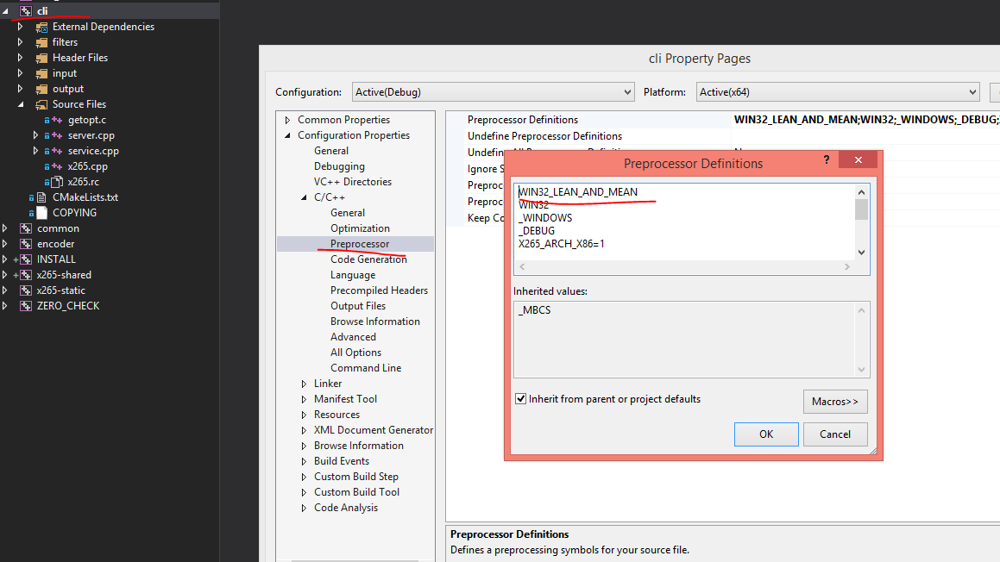 cli
External Dependencies
filters
Header Files
input
output
Source Files
getopt.c
server.cpp
service.cpp
x265.cpp
x265.rc
CMakeLists.txt
COPYING
common
encoder
INSTALL
x265-shared
x265-static
ZERO_CHECK
cli Property Pages
Configuration: Active(Debug) Platform: Active(x64)
Common Properties
Configuration Properties
General
Debugging
VC++ Directories
C/C++
General
Optimization
Preprocessor
Code Generation
Language
Precompiled Headers
Output Files
Browse Information
Advanced
All Options
Command Line
Linker
Manifest Tool
Resources
XML Document Generator
Browse Information
Build Events
Custom Build Step
Custom Build Tool
Code Analysis
Preprocessor Definitions WIN32_LEAN_AND_MEAN;WIN32;_WINDOWS;_DEBUG;
Undefine Preprocessor Definitions
Ignore S
Preproc
Preproc
Keep Co
Preprocessor Definitions
?
WIN32_LEAN_AND_MEAN
WIN32
_WINDOWS
_DEBUG
X265_ARCH_X86=1
Inherited values:
_MBCS
Inherit from parent or project defaults
Macros>>
OK Cancel
Preprocessor Definitions
Defines a preprocessing symbols for your source file.